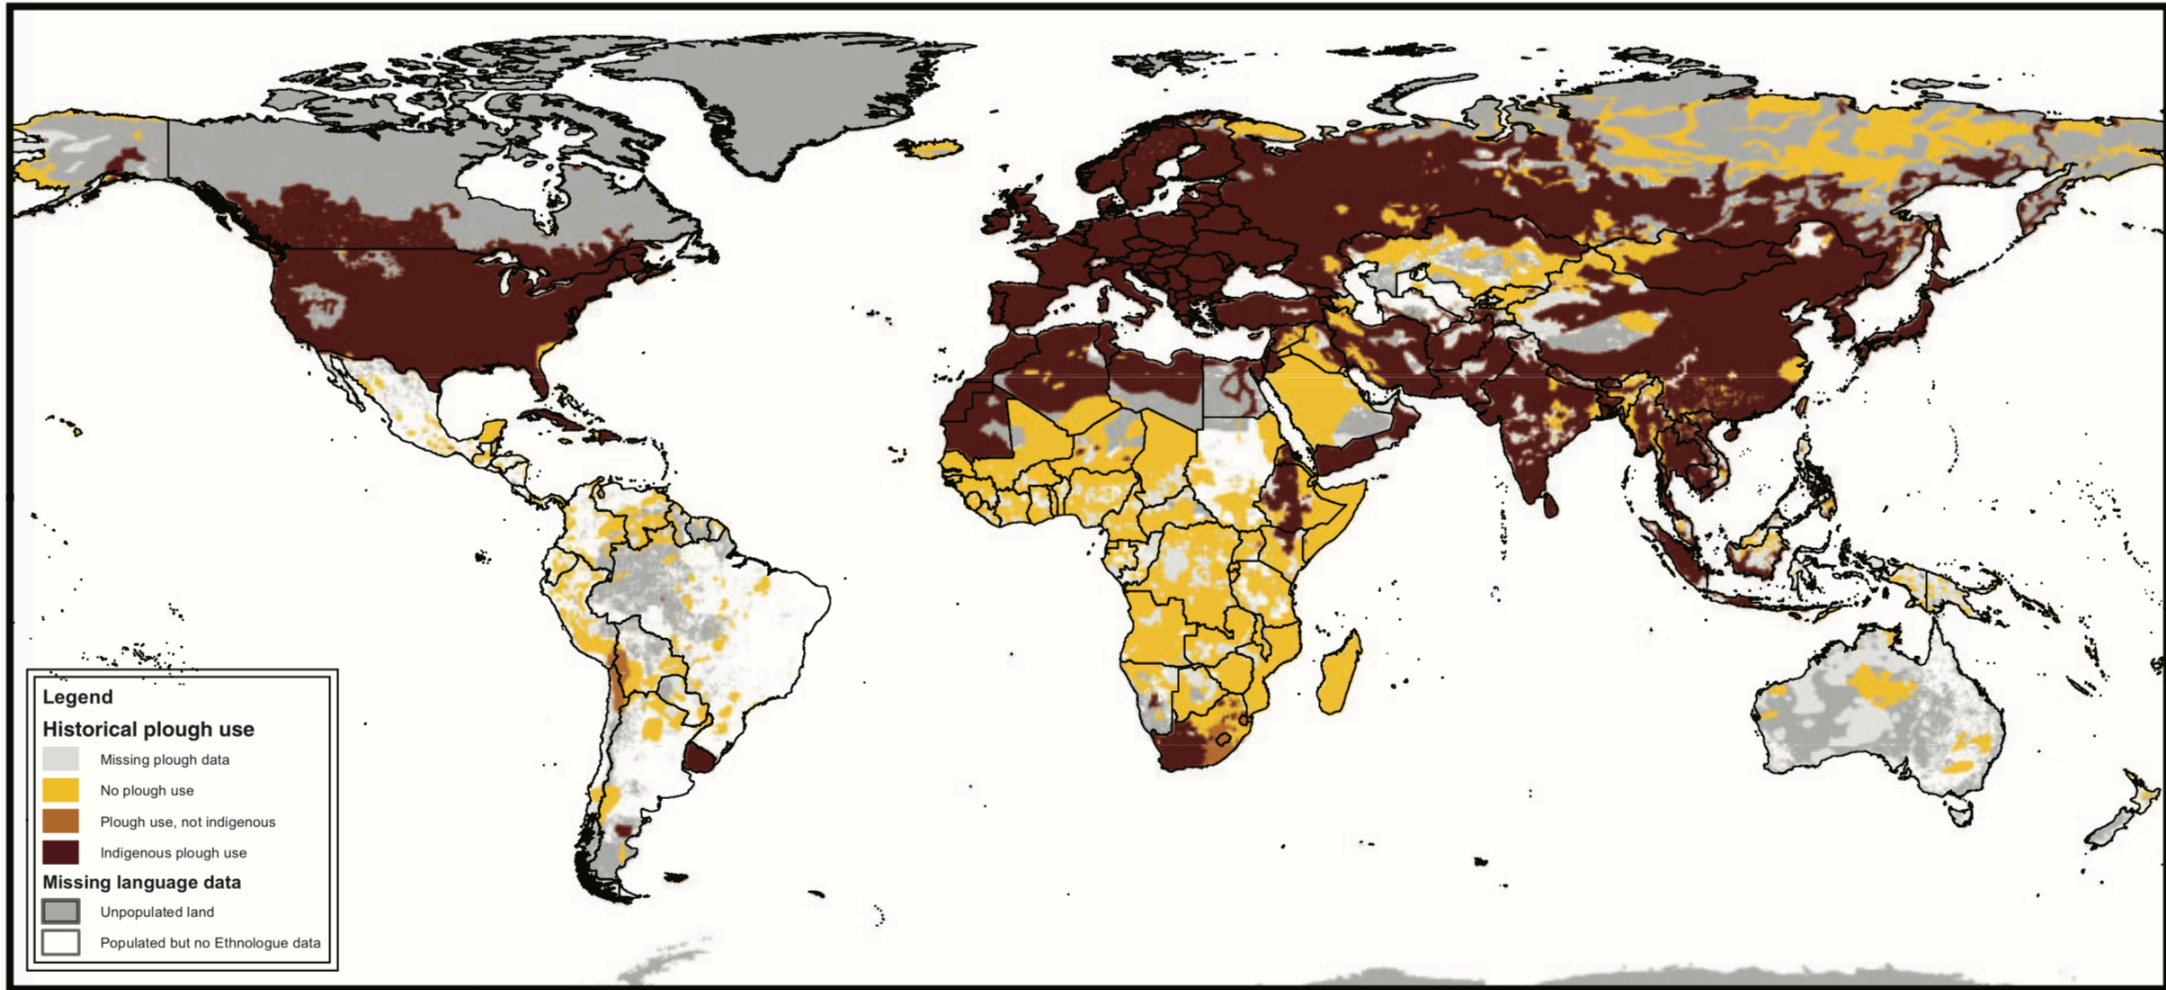 Legend
Historical plough use
Missing plough data
No plough use
Plough use, not indigenous
Indigenous plough use
Missing language data
Unpopulated land
Populated but no Ethnologue data